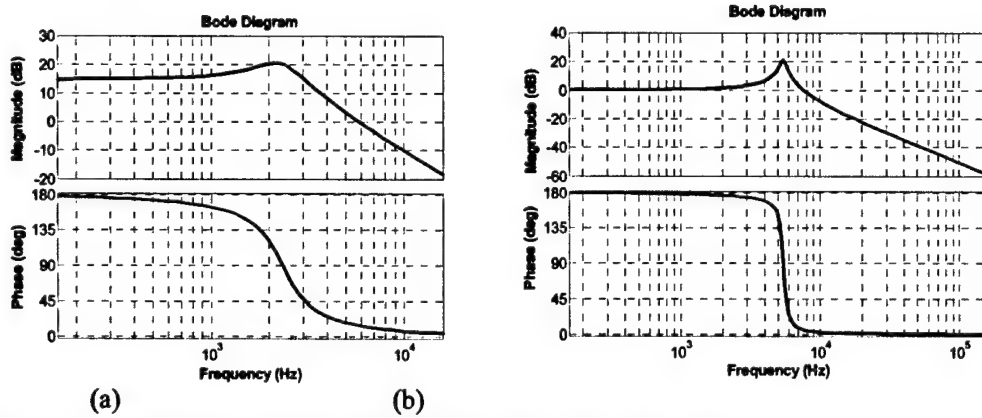 Bode Diagram
Magnitude (dB)
30
20
10
0
-10
-20
Phase (deg)
180
135
90
45
0
10³
10⁴
Frequency (Hz)
Bode Diagram
Magnitude (dB)
40
20
0
-20
-40
-60
Phase (deg)
180
135
90
45
0
10³
10⁴
10⁵
Frequency (Hz)
(a)
(b)